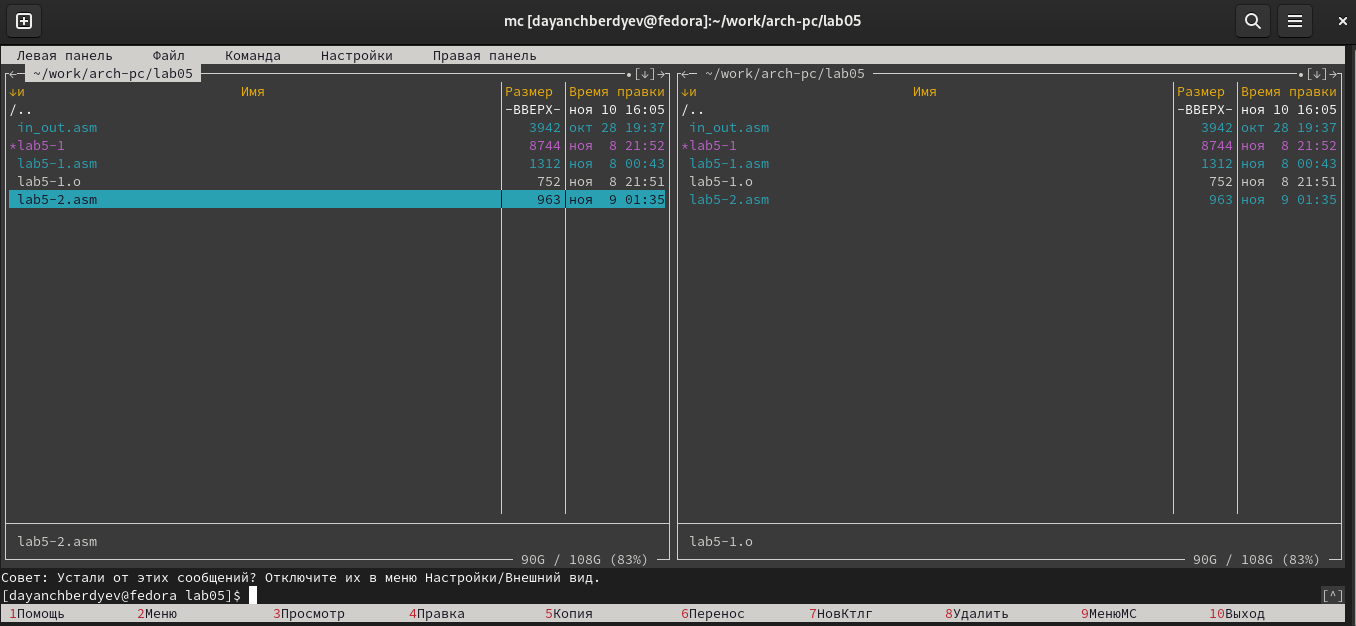 mc [dayanchberdyev@fedora]:~/work/arch-pc/lab05
Левая панель Файл Команда Настройки Правая панель
←─ ~/work/arch-pc/lab05 •[↓]→ ←─ ~/work/arch-pc/lab05 •[↓]→
↓и Имя Размер Время правки ↓и Имя Размер Время правки
/.. -ВВЕРХ- ноя 10 16:05 /.. -ВВЕРХ- ноя 10 16:05
in_out.asm 3942 окт 28 19:37 in_out.asm 3942 окт 28 19:37
*lab5-1 8744 ноя 8 21:52 *lab5-1 8744 ноя 8 21:52
lab5-1.asm 1312 ноя 8 00:43 lab5-1.asm 1312 ноя 8 00:43
lab5-1.o 752 ноя 8 21:51 lab5-1.o 752 ноя 8 21:51
lab5-2.asm 963 ноя 9 01:35 lab5-2.asm 963 ноя 9 01:35
lab5-2.asm lab5-1.o
90G / 108G (83%) 90G / 108G (83%)
Совет: Устали от этих сообщений? Отключите их в меню Настройки/Внешний вид.
[dayanchberdyev@fedora lab05]$ [^]
1Помощь 2Меню 3Просмотр 4Правка 5Копия 6Перенос 7НовКтлг 8Удалить 9МенюМС 10Выход